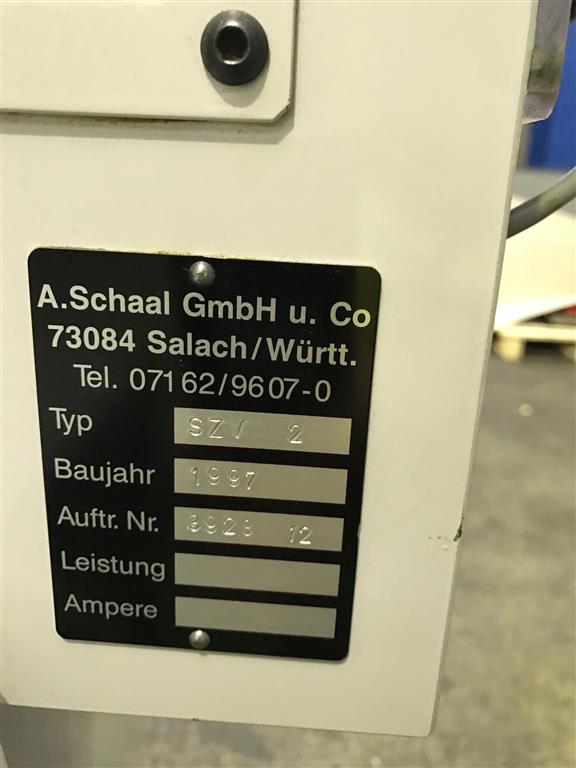 A.Schaal GmbH u. Co
73084 Salach/Württ.
Tel. 07162/9607-0
Typ SZV 2
Baujahr 1997
Auftr. Nr. 12
Leistung
Ampere